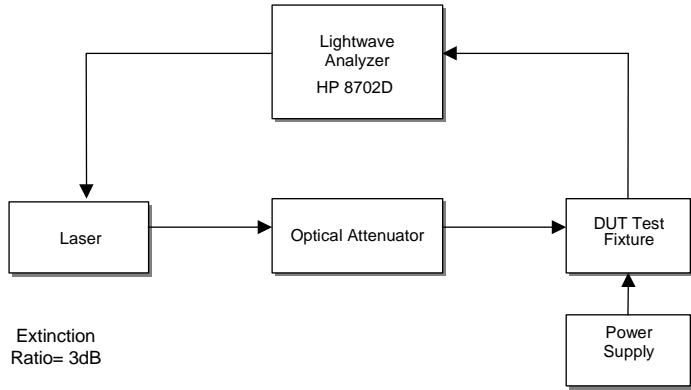 Lightwave
Analyzer
HP 8702D
Laser
Optical Attenuator
DUT Test
Fixture
Extinction
Ratio= 3dB
Power
Supply